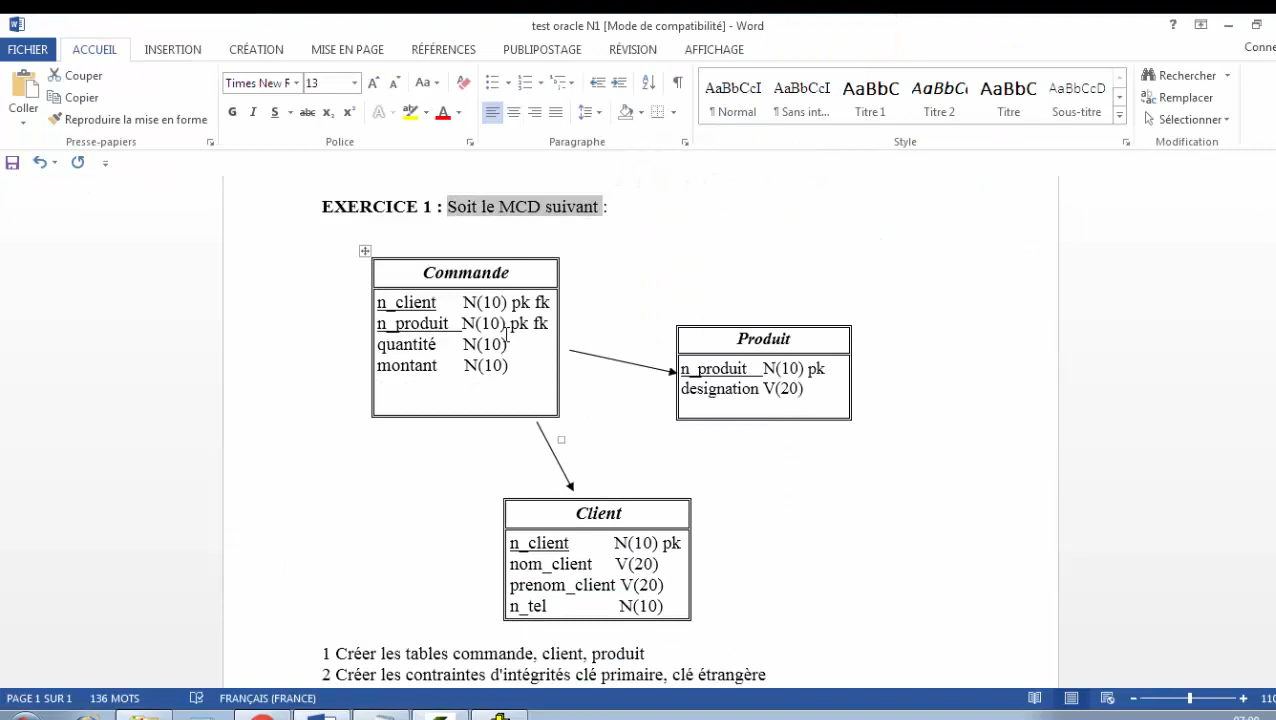 test oracle N1 [Mode de compatibilité] - Word
FICHIER ACCUEIL INSERTION CRÉATION MISE EN PAGE RÉFÉRENCES PUBLIPOSTAGE RÉVISION AFFICHAGE
Coller
Couper
Copier
Reproduire la mise en forme
Presse-papiers
Times New R 13
Aa
G I S abc x₂ x² A A
Police
Paragraphe
AaBbCcI AaBbCcI AaBbC AaBbCc AaBbC AaBbCcD
¶ Normal ¶ Sans int... Titre 1 Titre 2 Titre Sous-titre
Style
Rechercher
Remplacer
Sélectionner
Modification
EXERCICE 1 : Soit le MCD suivant :
Commande
n_client N(10) pk fk
n_produit N(10) pk fk
quantité N(10)
montant N(10)
Produit
n_produit N(10) pk
designation V(20)
Client
n_client N(10) pk
nom_client V(20)
prenom_client V(20)
n_tel N(10)
1 Créer les tables commande, client, produit
2 Créer les contraintes d'intégrités clé primaire, clé étrangère
PAGE 1 SUR 1 136 MOTS FRANÇAIS (FRANCE)